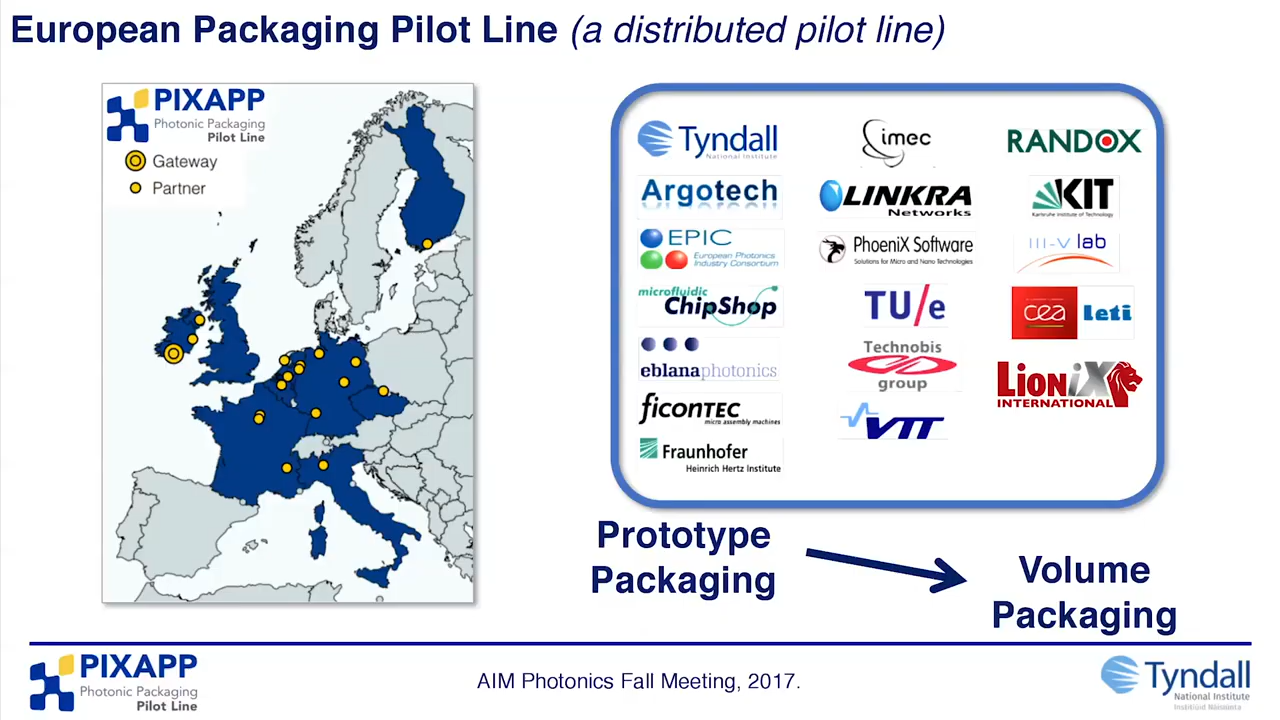 European Packaging Pilot Line (a distributed pilot line)
PIXAPP
Photonic Packaging
Pilot Line
Gateway
Partner
Tyndall
National Institute
Argotech
EPIC
European Photonics
Industry Consortium
microfluidic
ChipShop
eblanaphotonics
ficonTEC
micro assembly machines
Fraunhofer
Heinrich Hertz Institute
imec
LINKRA
Networks
PhoeniX Software
Solutions for Micro and Nano Technologies
TU/e
Technobis
group
VTT
RANDOX
KIT
Karlsruhe Institute of Technology
III-V lab
cea leti
LioniX
INTERNATIONAL
Prototype
Packaging
Volume
Packaging
PIXAPP
Photonic Packaging
Pilot Line
AIM Photonics Fall Meeting, 2017.
Tyndall
National Institute
Institiúid Náisiúnta